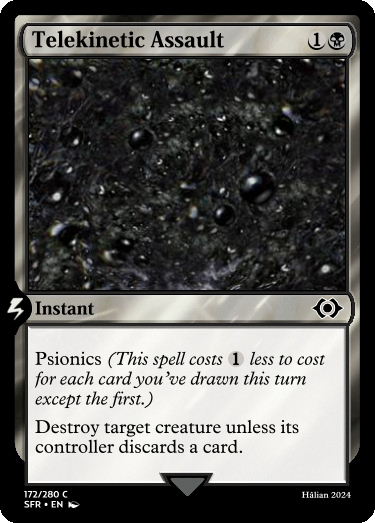 Telekinetic Assault 1
Instant
Psionics (This spell costs 1 less to cost
for each card you've drawn this turn
except the first.)
Destroy target creature unless its
controller discards a card.
172/280 C
SFR • EN
Hālian 2024